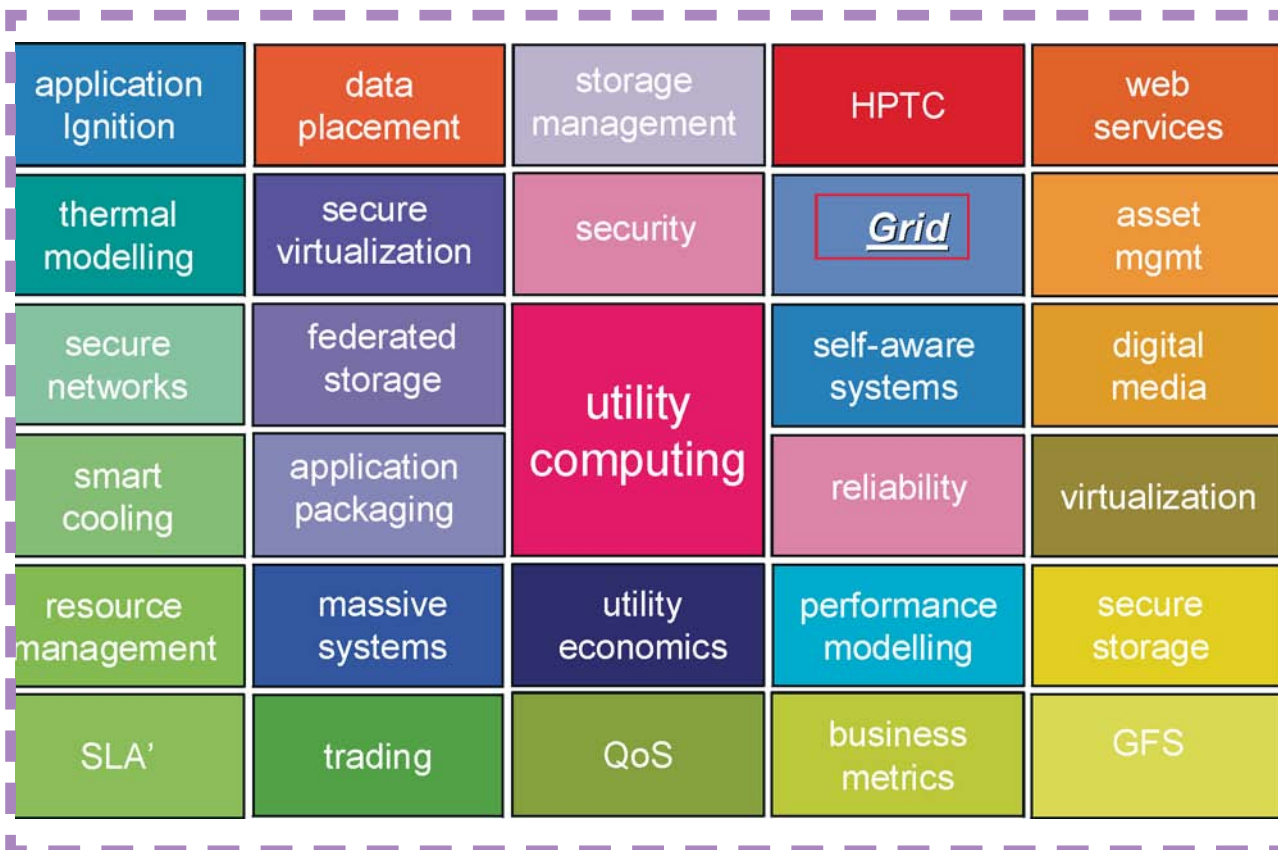 application
Ignition
data
placement
storage
management
HPTC
web
services
thermal
modelling
secure
virtualization
security
Grid
asset
mgmt
secure
networks
federated
storage
utility
computing
self-aware
systems
digital
media
smart
cooling
application
packaging
reliability
virtualization
resource
management
massive
systems
utility
economics
performance
modelling
secure
storage
SLA'
trading
QoS
business
metrics
GFS